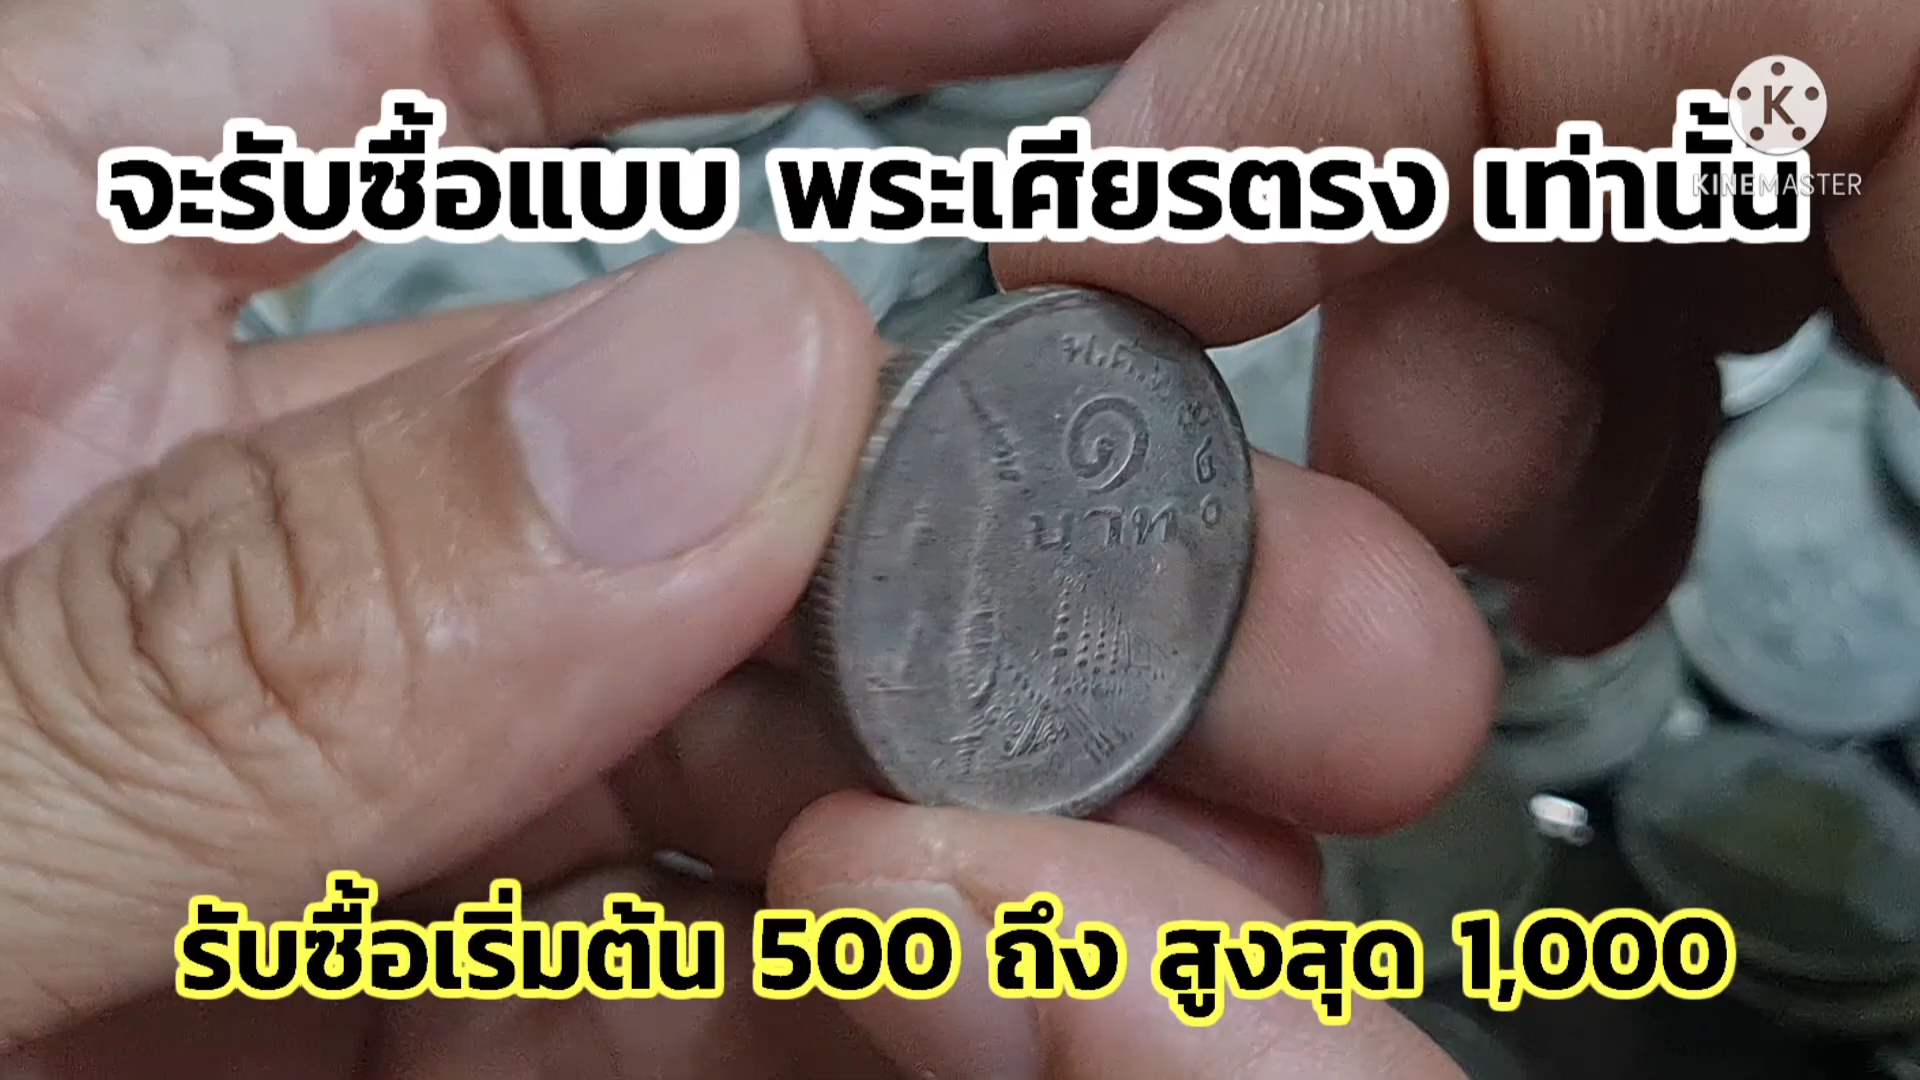 จะรับซื้อแบบ พระเศียรตรง เท่านั้น
K
KINEMASTER
๑
บาท
รับซื้อเริ่มต้น 500 ถึง สูงสุด 1,000